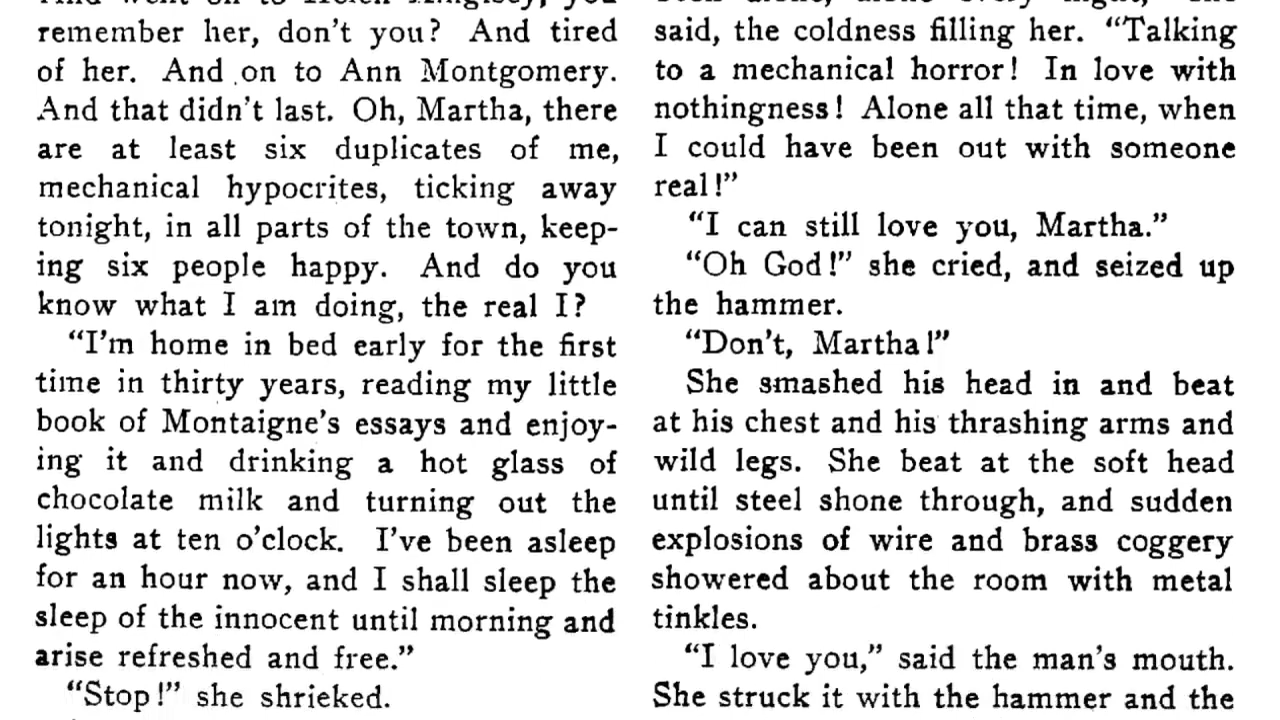 remember her, don't you? And tired
of her. And on to Ann Montgomery.
And that didn't last. Oh, Martha, there
are at least six duplicates of me,
mechanical hypocrites, ticking away
tonight, in all parts of the town, keep-
ing six people happy. And do you
know what I am doing, the real I?
"I'm home in bed early for the first
time in thirty years, reading my little
book of Montaigne's essays and enjoy-
ing it and drinking a hot glass of
chocolate milk and turning out the
lights at ten o'clock. I've been asleep
for an hour now, and I shall sleep the
sleep of the innocent until morning and
arise refreshed and free."
"Stop!" she shrieked.
said, the coldness filling her. "Talking
to a mechanical horror! In love with
nothingness! Alone all that time, when
I could have been out with someone
real!"
"I can still love you, Martha."
"Oh God!" she cried, and seized up
the hammer.
"Don't, Martha!"
She smashed his head in and beat
at his chest and his thrashing arms and
wild legs. She beat at the soft head
until steel shone through, and sudden
explosions of wire and brass coggery
showered about the room with metal
tinkles.
"I love you," said the man's mouth.
She struck it with the hammer and the